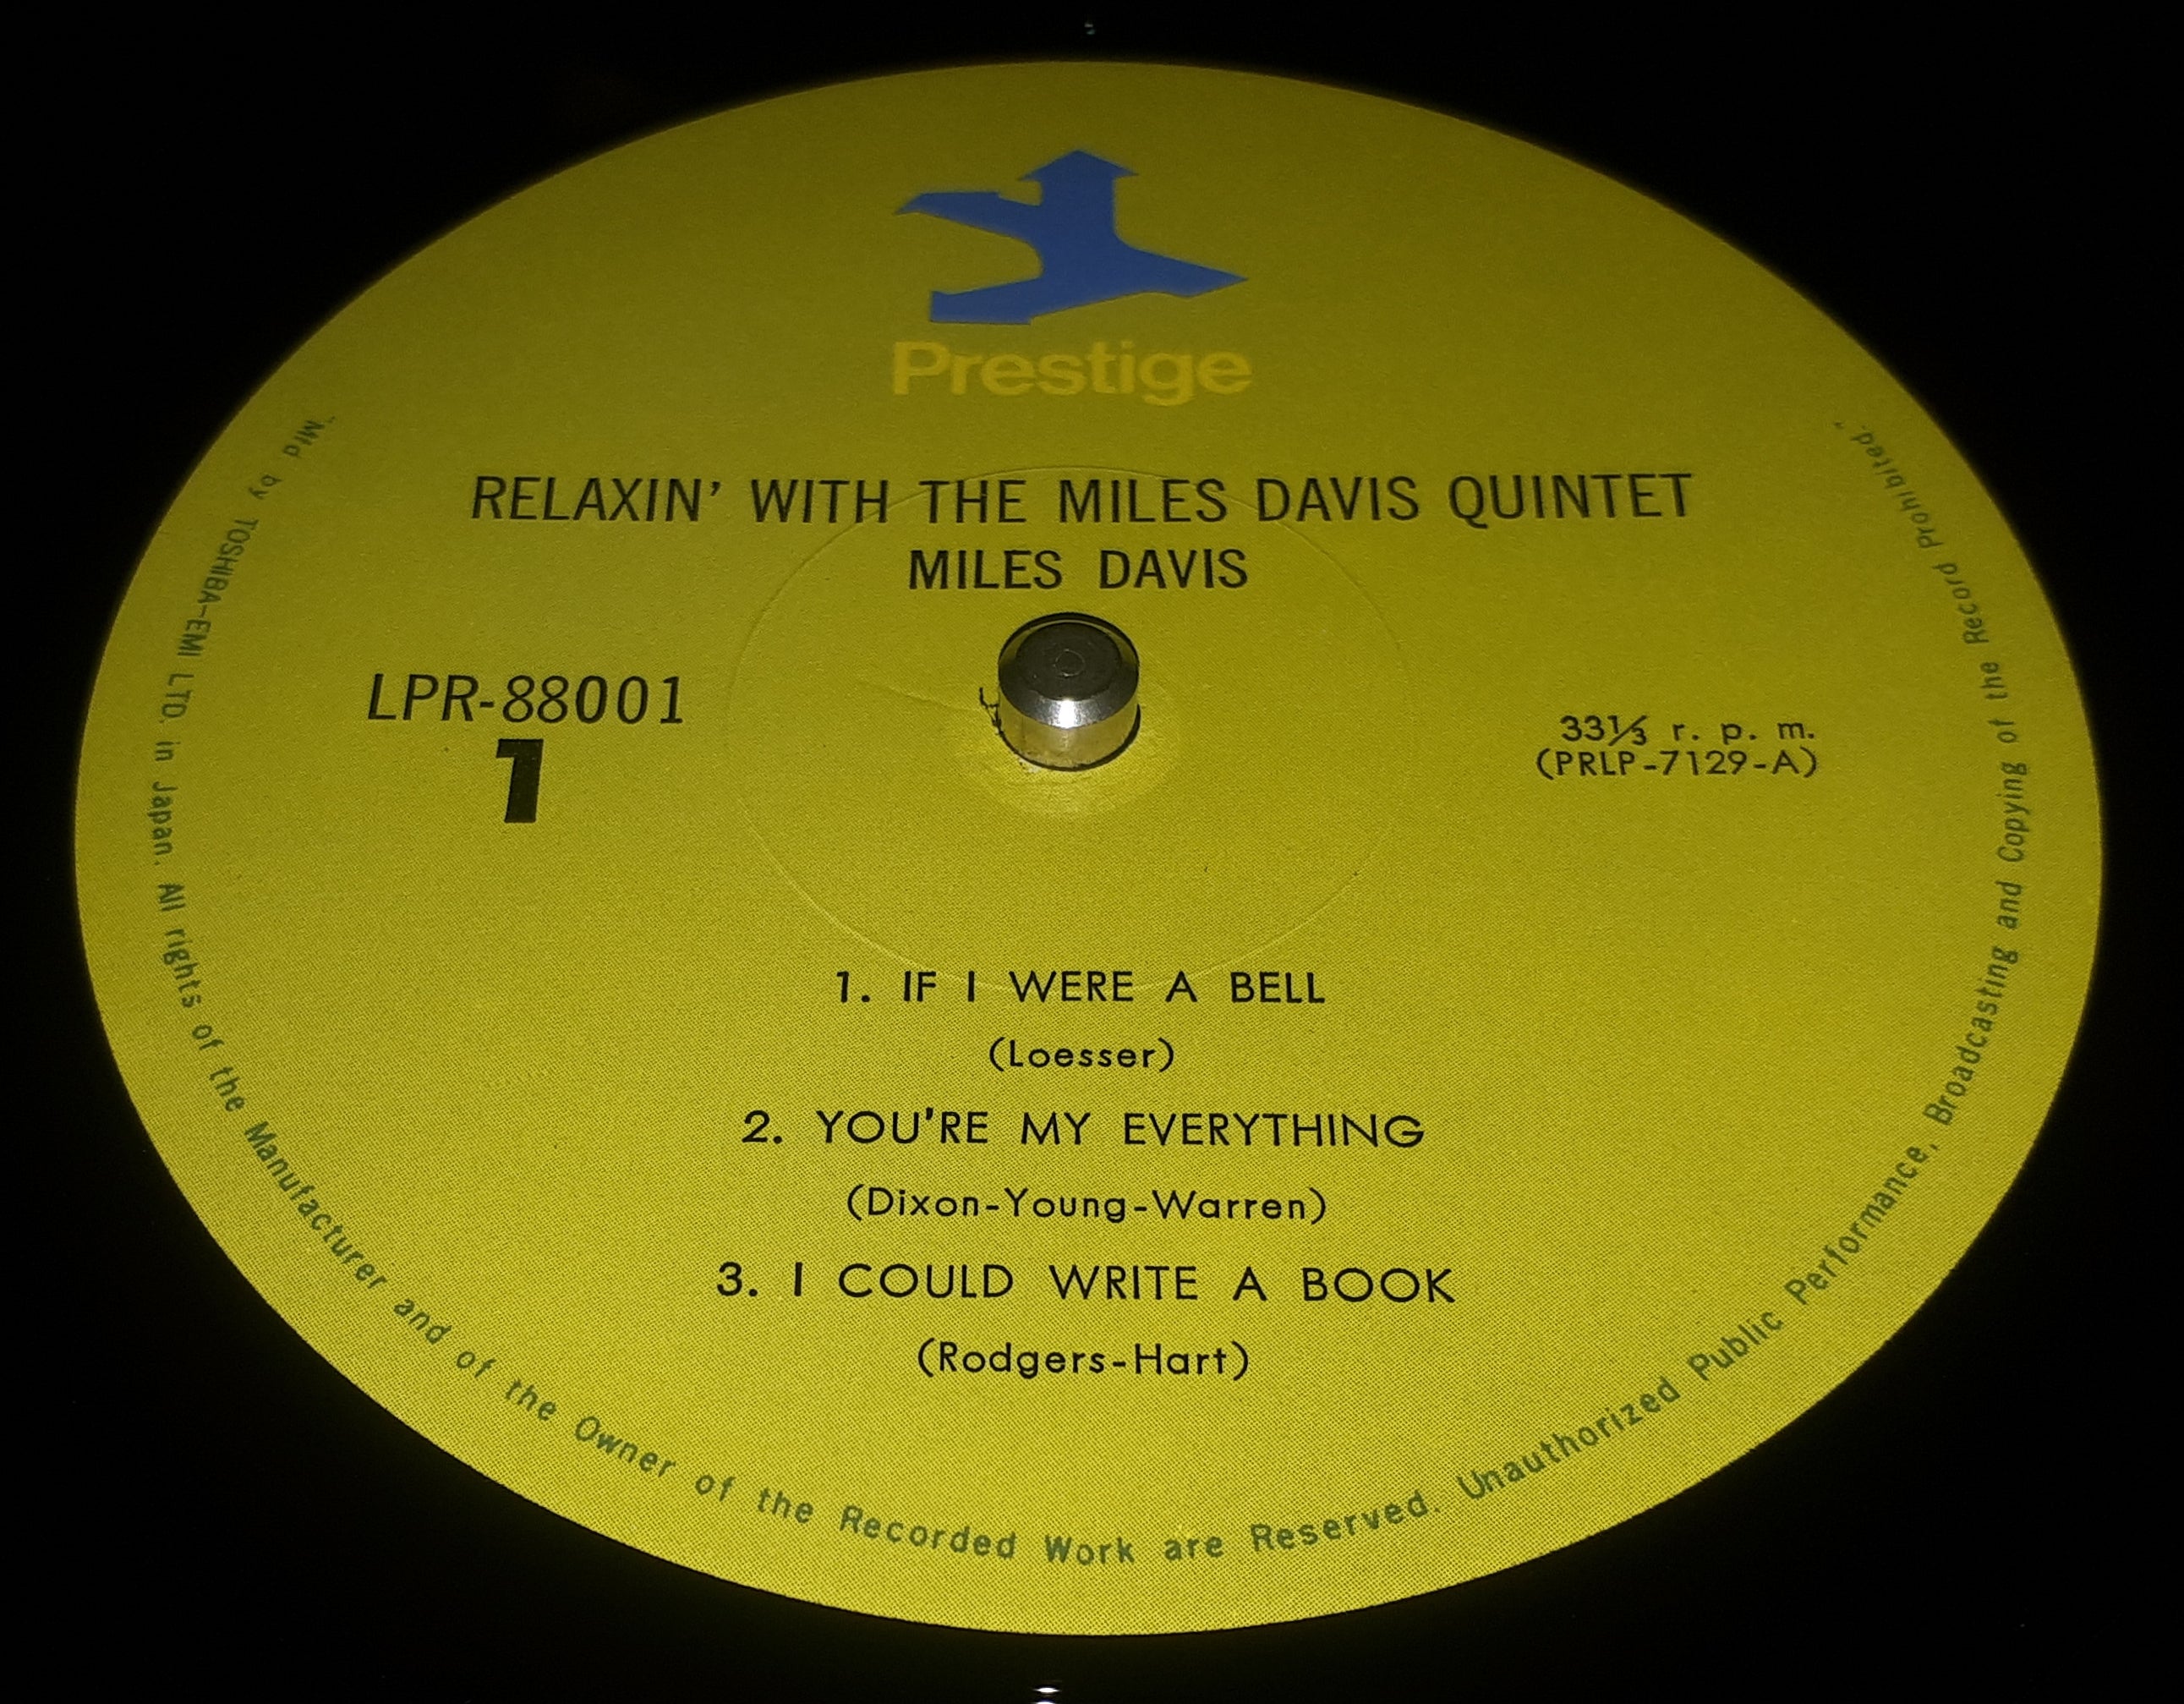 Prestige
RELAXIN’ WITH THE MILES DAVIS QUINTET
MILES DAVIS
LPR-88001
1
33⅓ r. p. m.
(PRLP-7129-A)
1. IF I WERE A BELL
(Loesser)
2. YOU'RE MY EVERYTHING
(Dixon-Young-Warren)
3. I COULD WRITE A BOOK
(Rodgers-Hart)
"Mfd by TOSHIBA-EMI LTD. in Japan. All rights of the Manufacturer and of the Owner of the Recorded Work are Reserved. Unauthorized Public Performance, Broadcasting and Copying of the Record Prohibited."